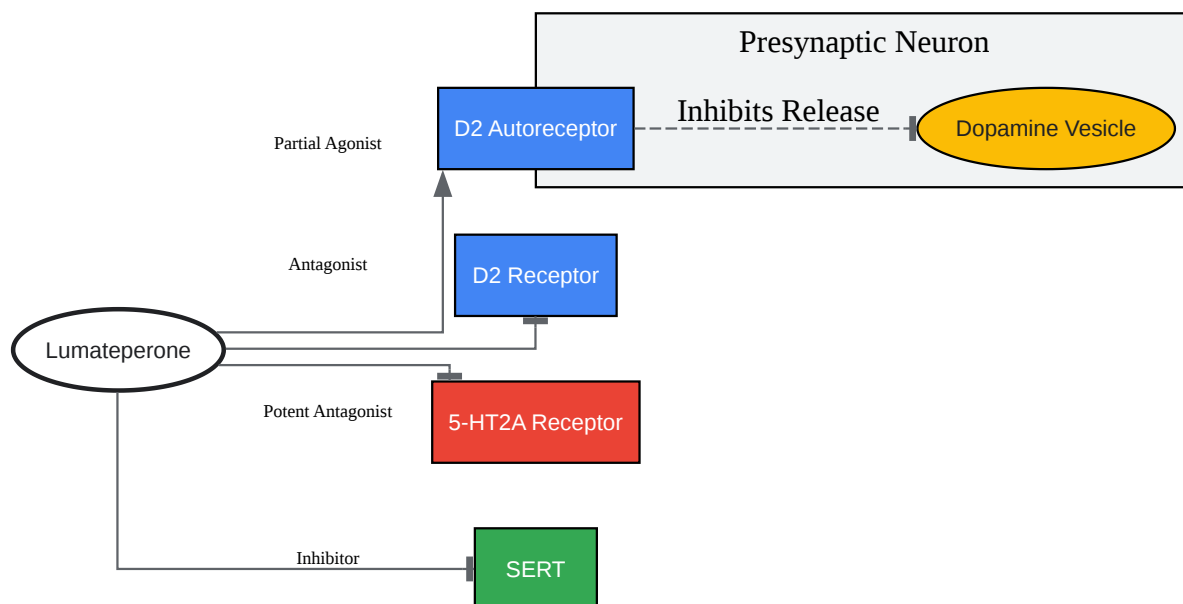 Presynaptic Neuron
D2 Autoreceptor
Inhibits Release
Dopamine Vesicle
Partial Agonist
Antagonist
D2 Receptor
Lumateperone
Potent Antagonist
5-HT2A Receptor
Inhibitor
SERT